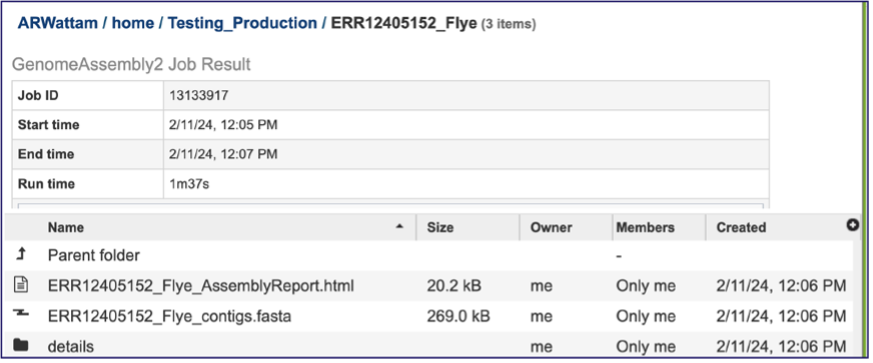 ARWattam / home / Testing_Production / ERR12405152_Flye (3 items)
GenomeAssembly2 Job Result
Job ID 13133917
Start time 2/11/24, 12:05 PM
End time 2/11/24, 12:07 PM
Run time 1m37s
Name Size Owner Members Created
Parent folder -
ERR12405152_Flye_AssemblyReport.html 20.2 kB me Only me 2/11/24, 12:06 PM
ERR12405152_Flye_contigs.fasta 269.0 kB me Only me 2/11/24, 12:06 PM
details me Only me 2/11/24, 12:06 PM